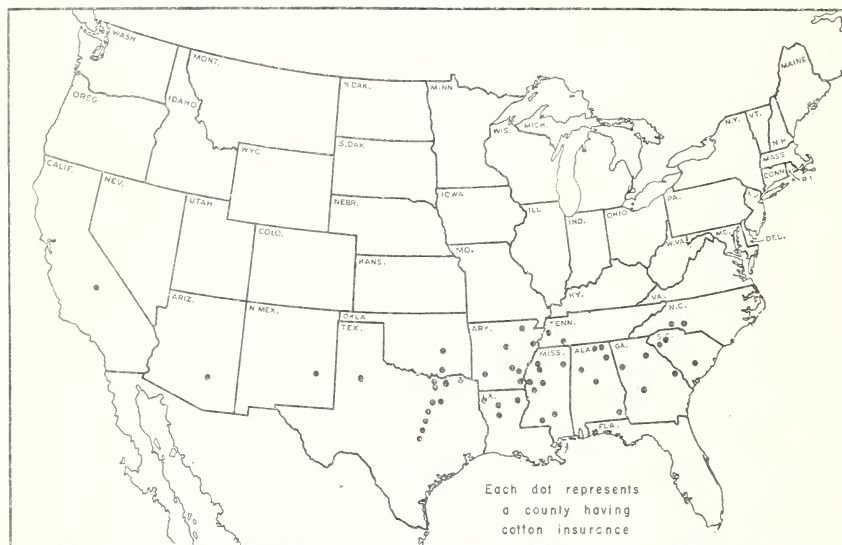 WASH
MONT.
N.DAK.
MINN
MAINE
OREG
IDAHO
WIS.
MICH.
N.Y.
VT.
N.H.
S.DAK
WYO
MASS
CONN.
R I
CALIF.
NEV.
IOWA
NEBR.
PA.
N.J.
UTAH
ILL
IND.
OHIO
COLO.
MO.
W.VA.
DEL.
KANS.
KY.
VA.
ARIZ.
N MEX.
OKLA
TENN.
N.C.
TEX.
ARK.
MISS.
ALA
GA.
S.C.
LA.
FLA.
Each dot represents
a county having
cotton insurance